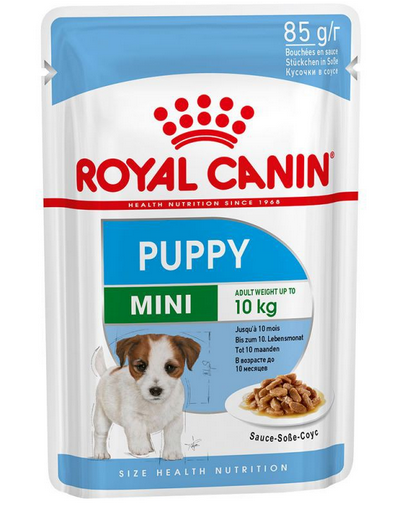 85 g/r
Bouchées en sauce
Stückchen in Soße
Кусочки в соусе
ROYAL CANIN®
HEALTH NUTRITION SINCE 1968
PUPPY
MINI
ADULT WEIGHT UP TO
10 kg
Jusqu'à 10 mois
Bis zum 10. Lebensmonat
Tot 10 maanden
В возрасте до
10 месяцев
Sauce-Soße-Соус
SIZE HEALTH NUTRITION